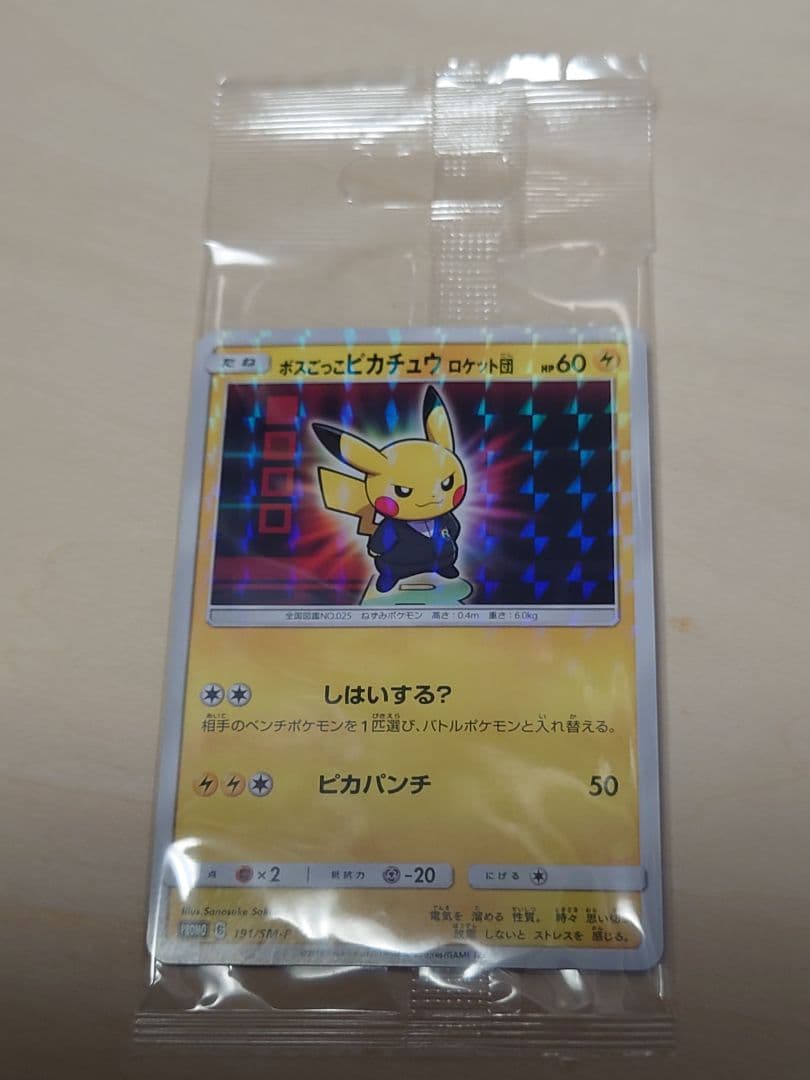 たね ボスごっこピカチュウ ロケット団 HP60
R
全国図鑑NO.025 ねずみポケモン 高さ:0.4m 重さ:6.0kg
しはいする?
相手のベンチポケモンを1匹選び、バトルポケモンと入れ替える。
ピカパンチ 50
点 ×2 抵抗力 -20 にげる
Illus.Sanosuke
電気を 溜める 性質。 時々 思い切
放電 しないと ストレスを 感じる。
PROMO 191/SM-P